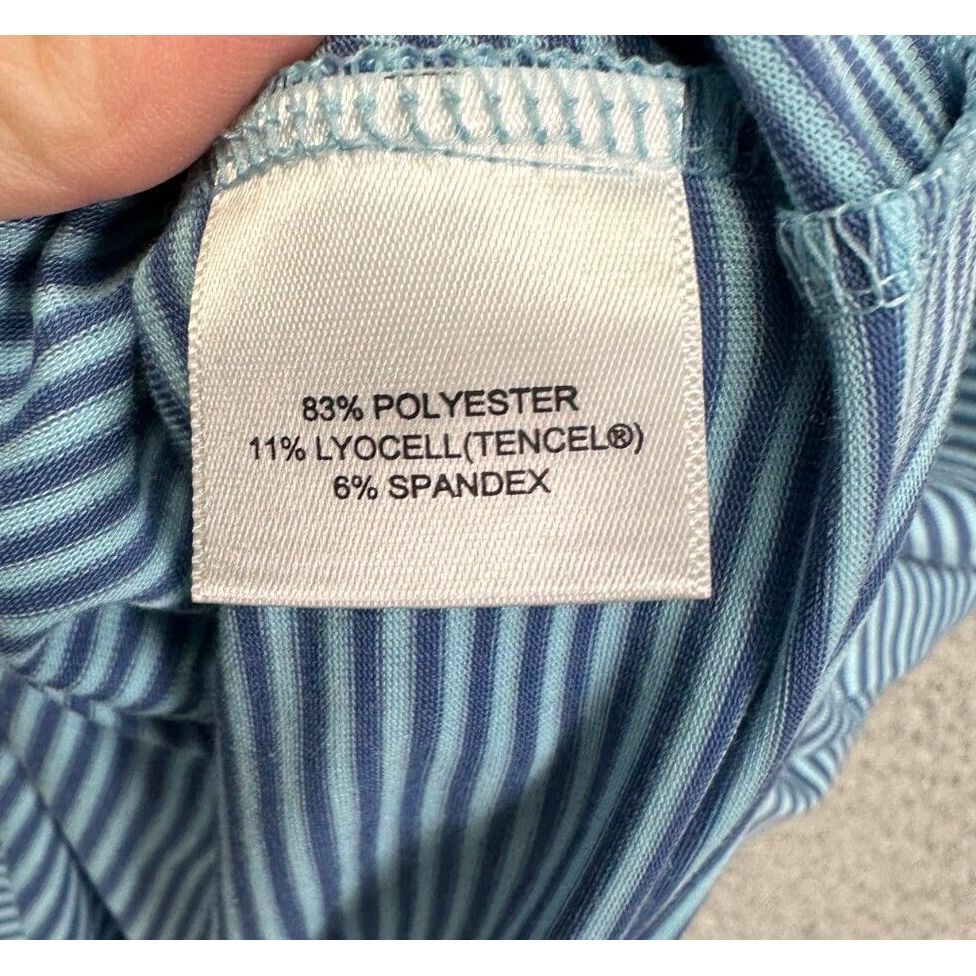 83% POLYESTER
11% LYOCELL(TENCEL®)
6% SPANDEX